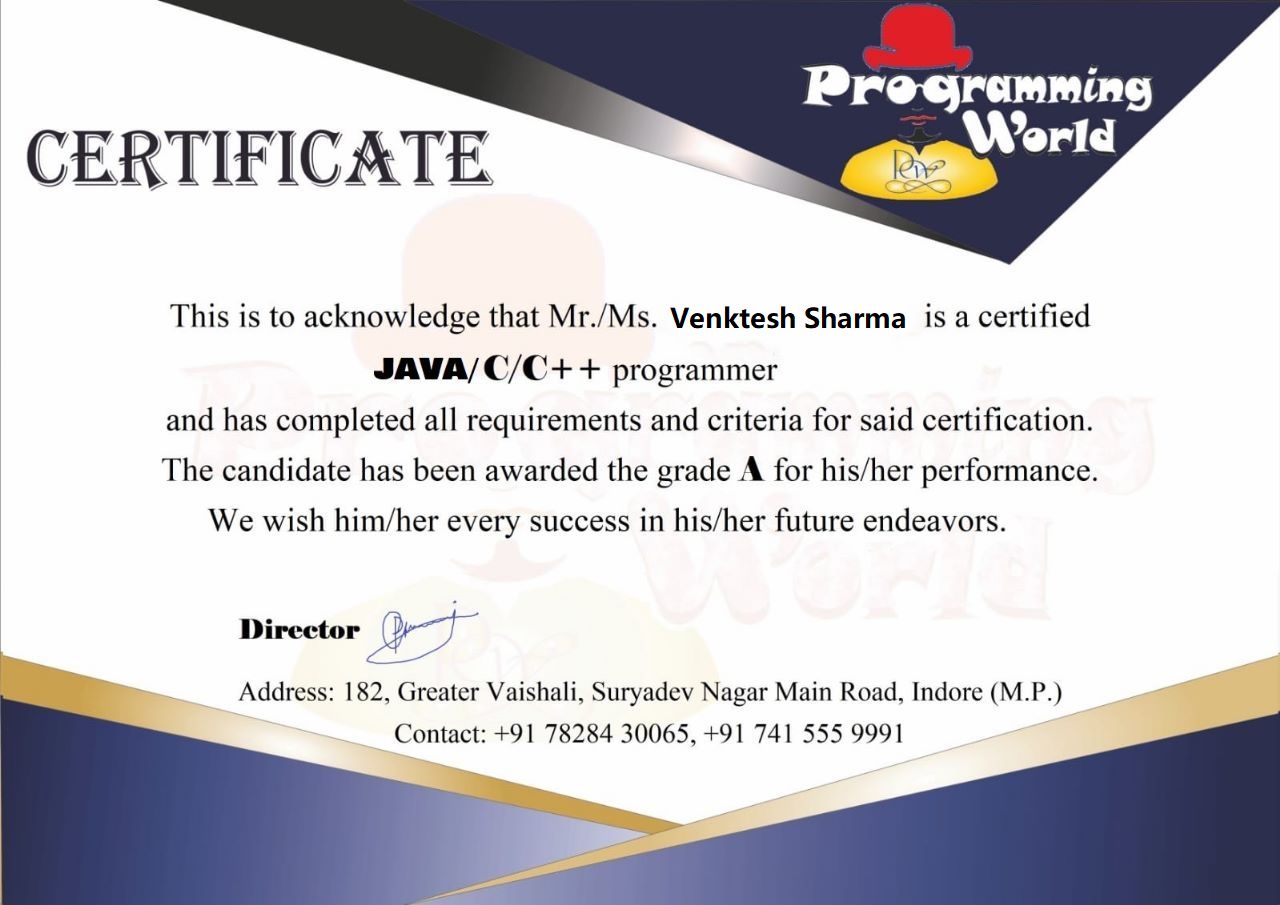 Programming
World
PW
CERTIFICATE
This is to acknowledge that Mr./Ms. Venktesh Sharma is a certified
JAVA/C/C++ programmer
and has completed all requirements and criteria for said certification.
The candidate has been awarded the grade A for his/her performance.
We wish him/her every success in his/her future endeavors.
Director
Address: 182, Greater Vaishali, Suryadev Nagar Main Road, Indore (M.P.)
Contact: +91 78284 30065, +91 741 555 9991